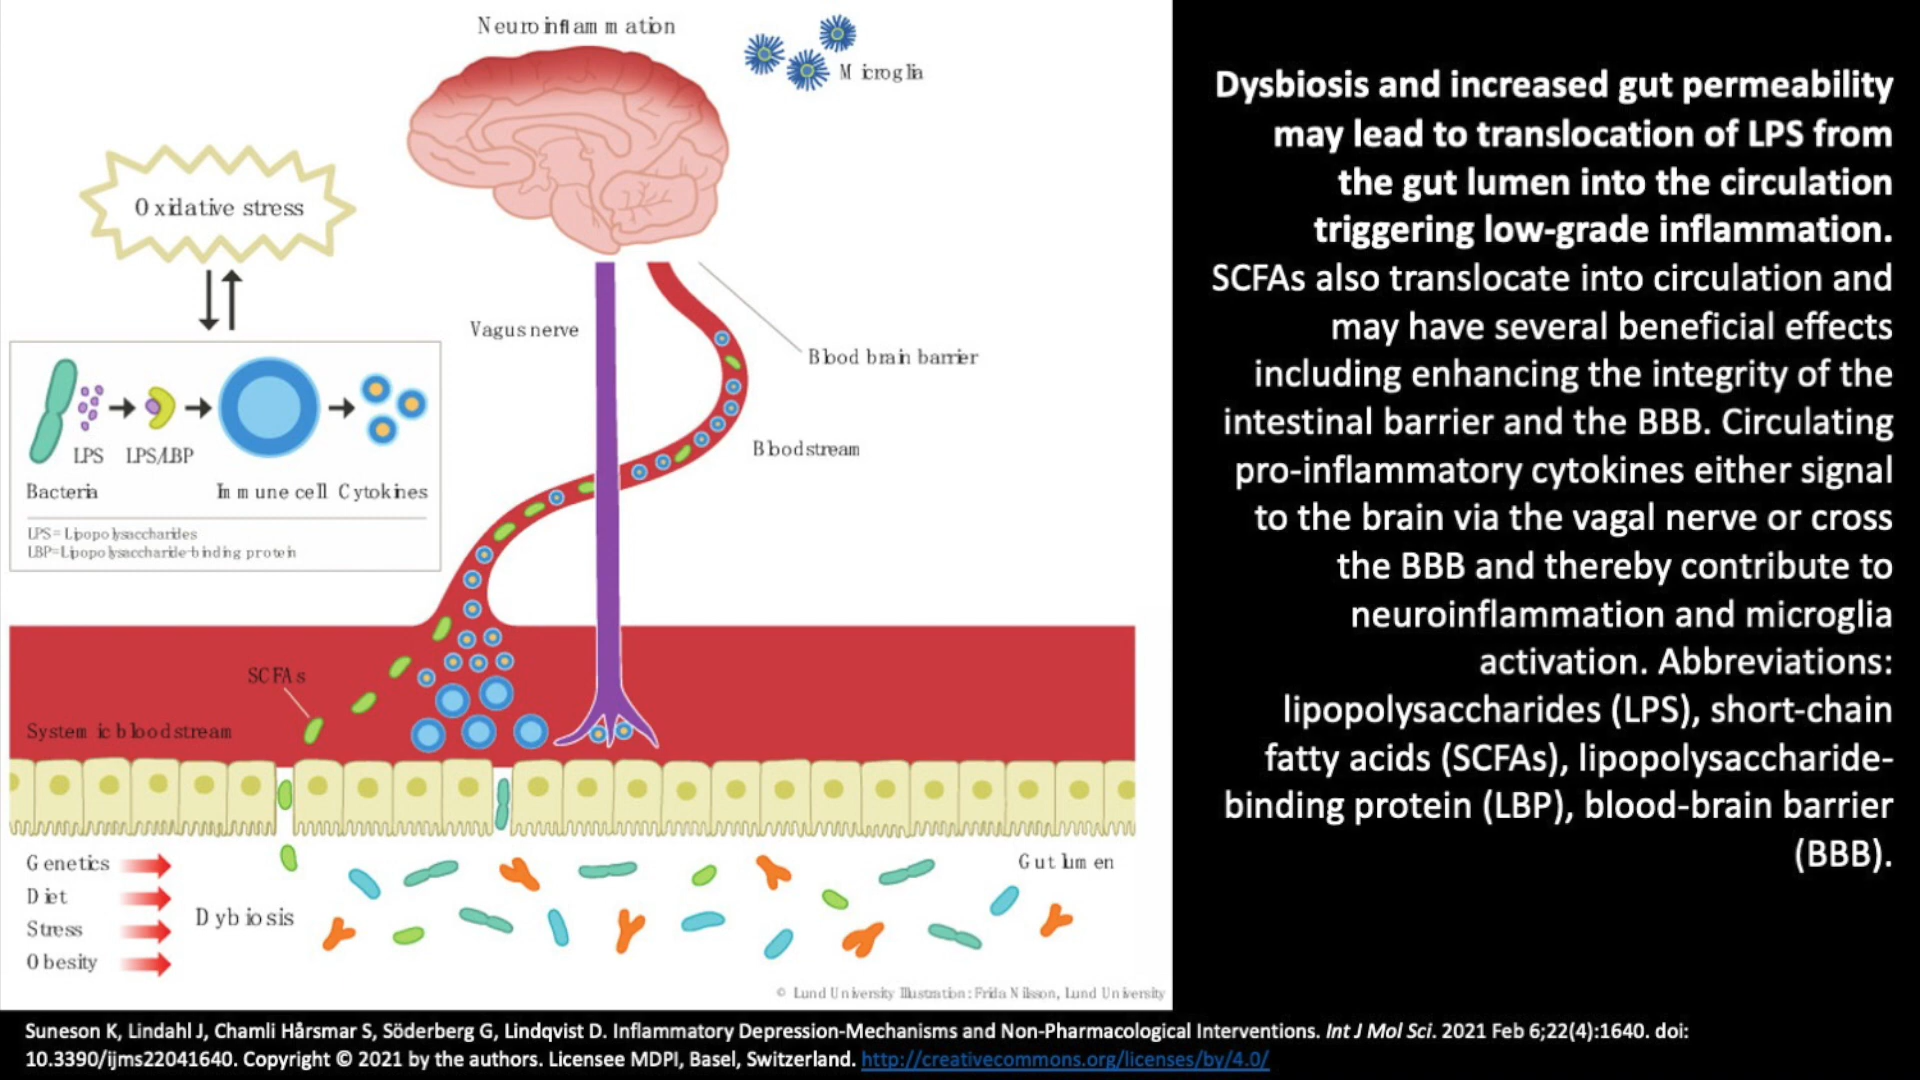 Neuroinflammation
Microglia
Oxidative stress
Vagus nerve
Blood brain barrier
Bloodstream
LPS
LPS/LBP
Bacteria
Immune cell
Cytokines
LPS=Lipopolysaccharides
LBP=Lipopolysaccharide-binding protein
SCFAs
Systemic bloodstream
Genetics
Diet
Stress
Obesity
Dybiosis
Gut lumen
© Lund University Illustration: Frida Nilsson, Lund University
Dysbiosis and increased gut permeability
may lead to translocation of LPS from
the gut lumen into the circulation
triggering low-grade inflammation.
SCFAs also translocate into circulation and
may have several beneficial effects
including enhancing the integrity of the
intestinal barrier and the BBB. Circulating
pro-inflammatory cytokines either signal
to the brain via the vagal nerve or cross
the BBB and thereby contribute to
neuroinflammation and microglia
activation. Abbreviations:
lipopolysaccharides (LPS), short-chain
fatty acids (SCFAs), lipopolysaccharide-
binding protein (LBP), blood-brain barrier
(BBB).
Suneson K, Lindahl J, Chamli Hårsmar S, Söderberg G, Lindqvist D. Inflammatory Depression-Mechanisms and Non-Pharmacological Interventions. Int J Mol Sci. 2021 Feb 6;22(4):1640. doi:
10.3390/ijms22041640. Copyright © 2021 by the authors. Licensee MDPI, Basel, Switzerland. http://creativecommons.org/licenses/by/4.0/